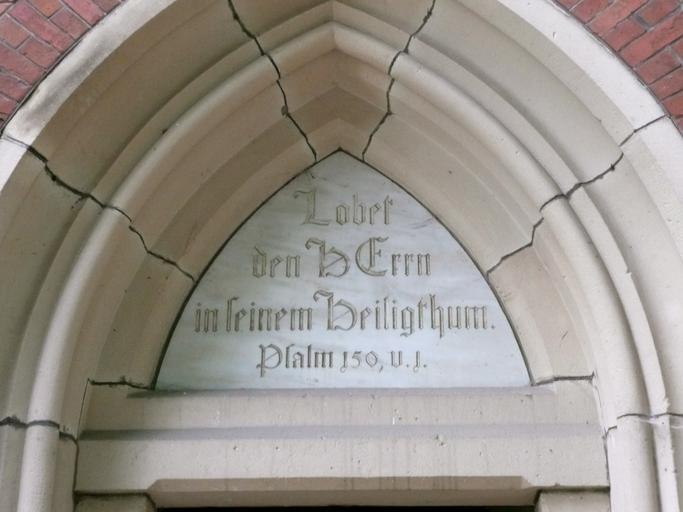 Lobet
den HErrn
in seinem Heiligthum.
Psalm 150, v. 1.